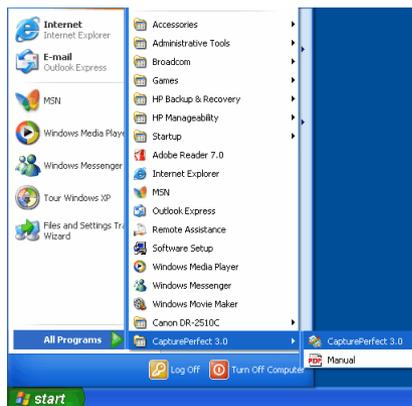 Internet
Internet Explorer
E-mail
Outlook Express
MSN
Windows Media Playe
Windows Messenger
Tour Windows XP
Files and Settings Tra
Wizard
All Programs
Accessories
Administrative Tools
Broadcom
Games
HP Backup & Recovery
HP Manageability
Startup
Adobe Reader 7.0
Internet Explorer
MSN
Outlook Express
Remote Assistance
Software Setup
Windows Media Player
Windows Messenger
Windows Movie Maker
Canon DR-2510C
CapturePerfect 3.0
CapturePerfect 3.0
PDF Manual
Log Off
Turn Off Computer
start